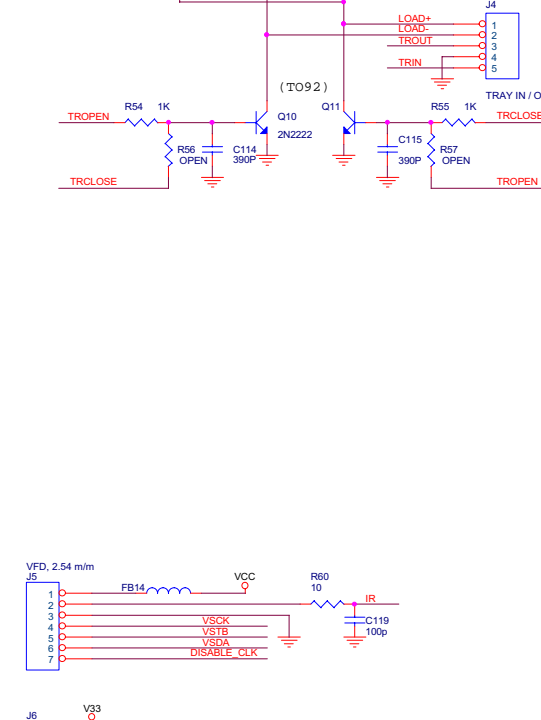 J4
LOAD+
LOAD-
TROUT
TRIN
1
2
3
4
5
TRAY IN / O
(TO92)
R54 1K
Q10
2N2222
Q11
R55 1K
TROPEN
TRCLOSE
R56
OPEN
C114
390P
C115
390P
R57
OPEN
TRCLOSE
TROPEN
VFD, 2.54 m/m
J5
FB14
VCC
R60
10
IR
C119
100p
1
2
3
4
5
6
7
VSCK
VSTB
VSDA
DISABLE_CLK
J6
V33